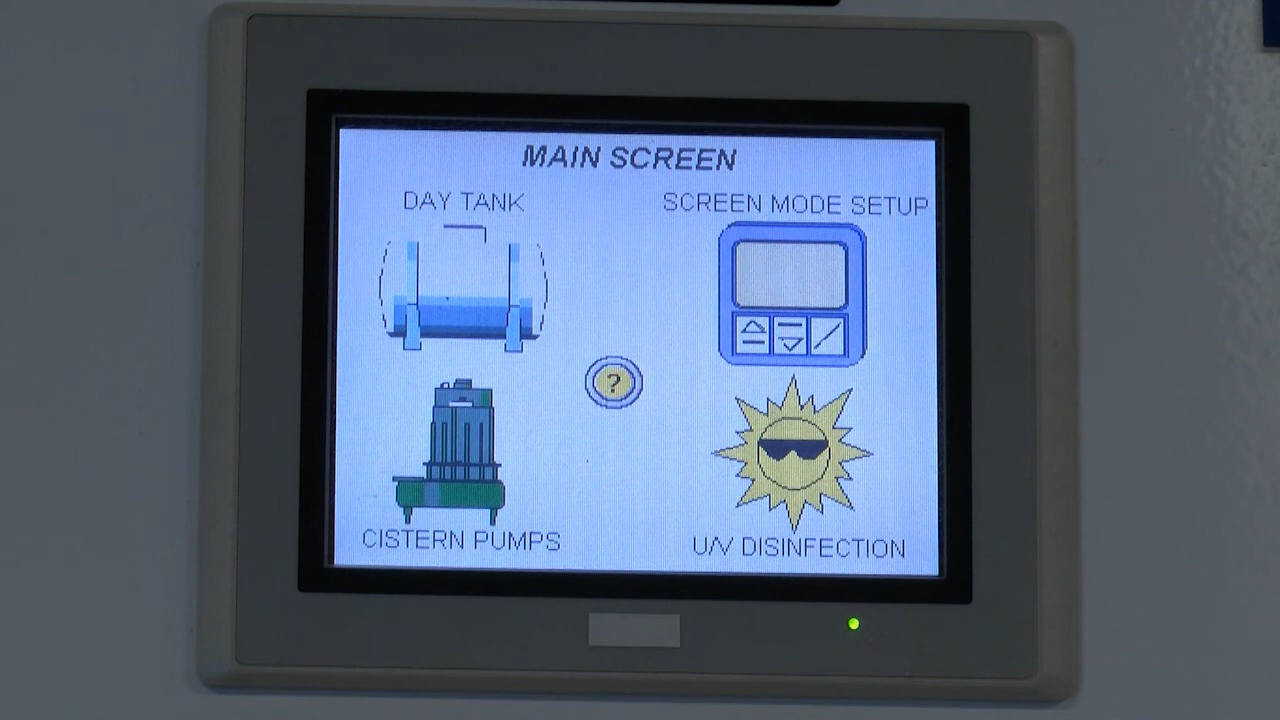 MAIN SCREEN
DAY TANK
SCREEN MODE SETUP
?
CISTERN PUMPS
U/V DISINFECTION